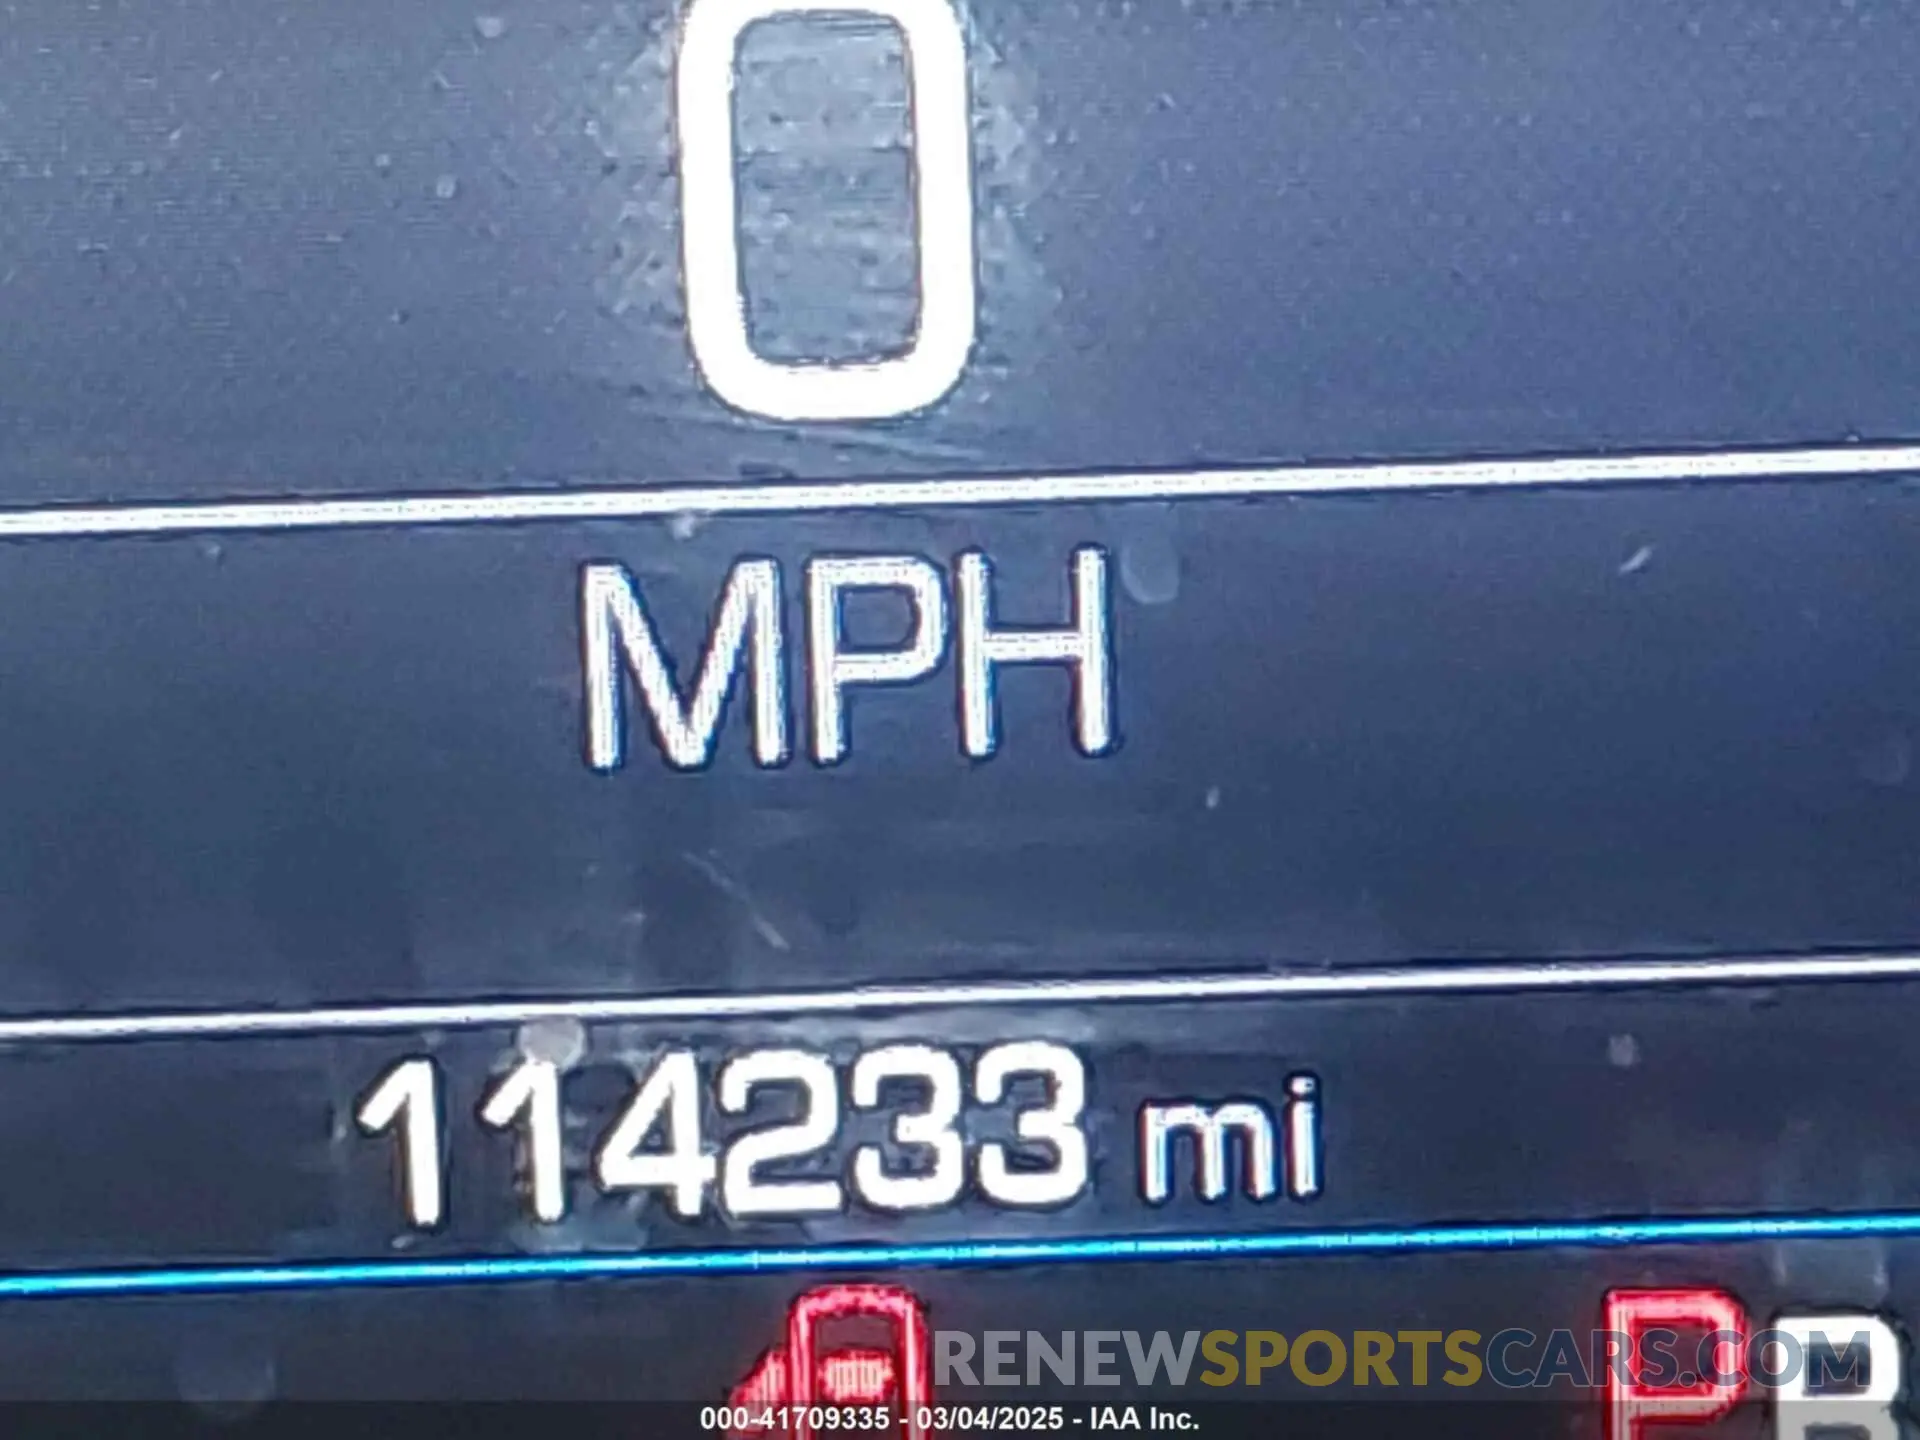 0
MPH
114233 mi
RENEWSPORTSCARS.COM
P R
000-41709335 - 03/04/2025 - IAA Inc.